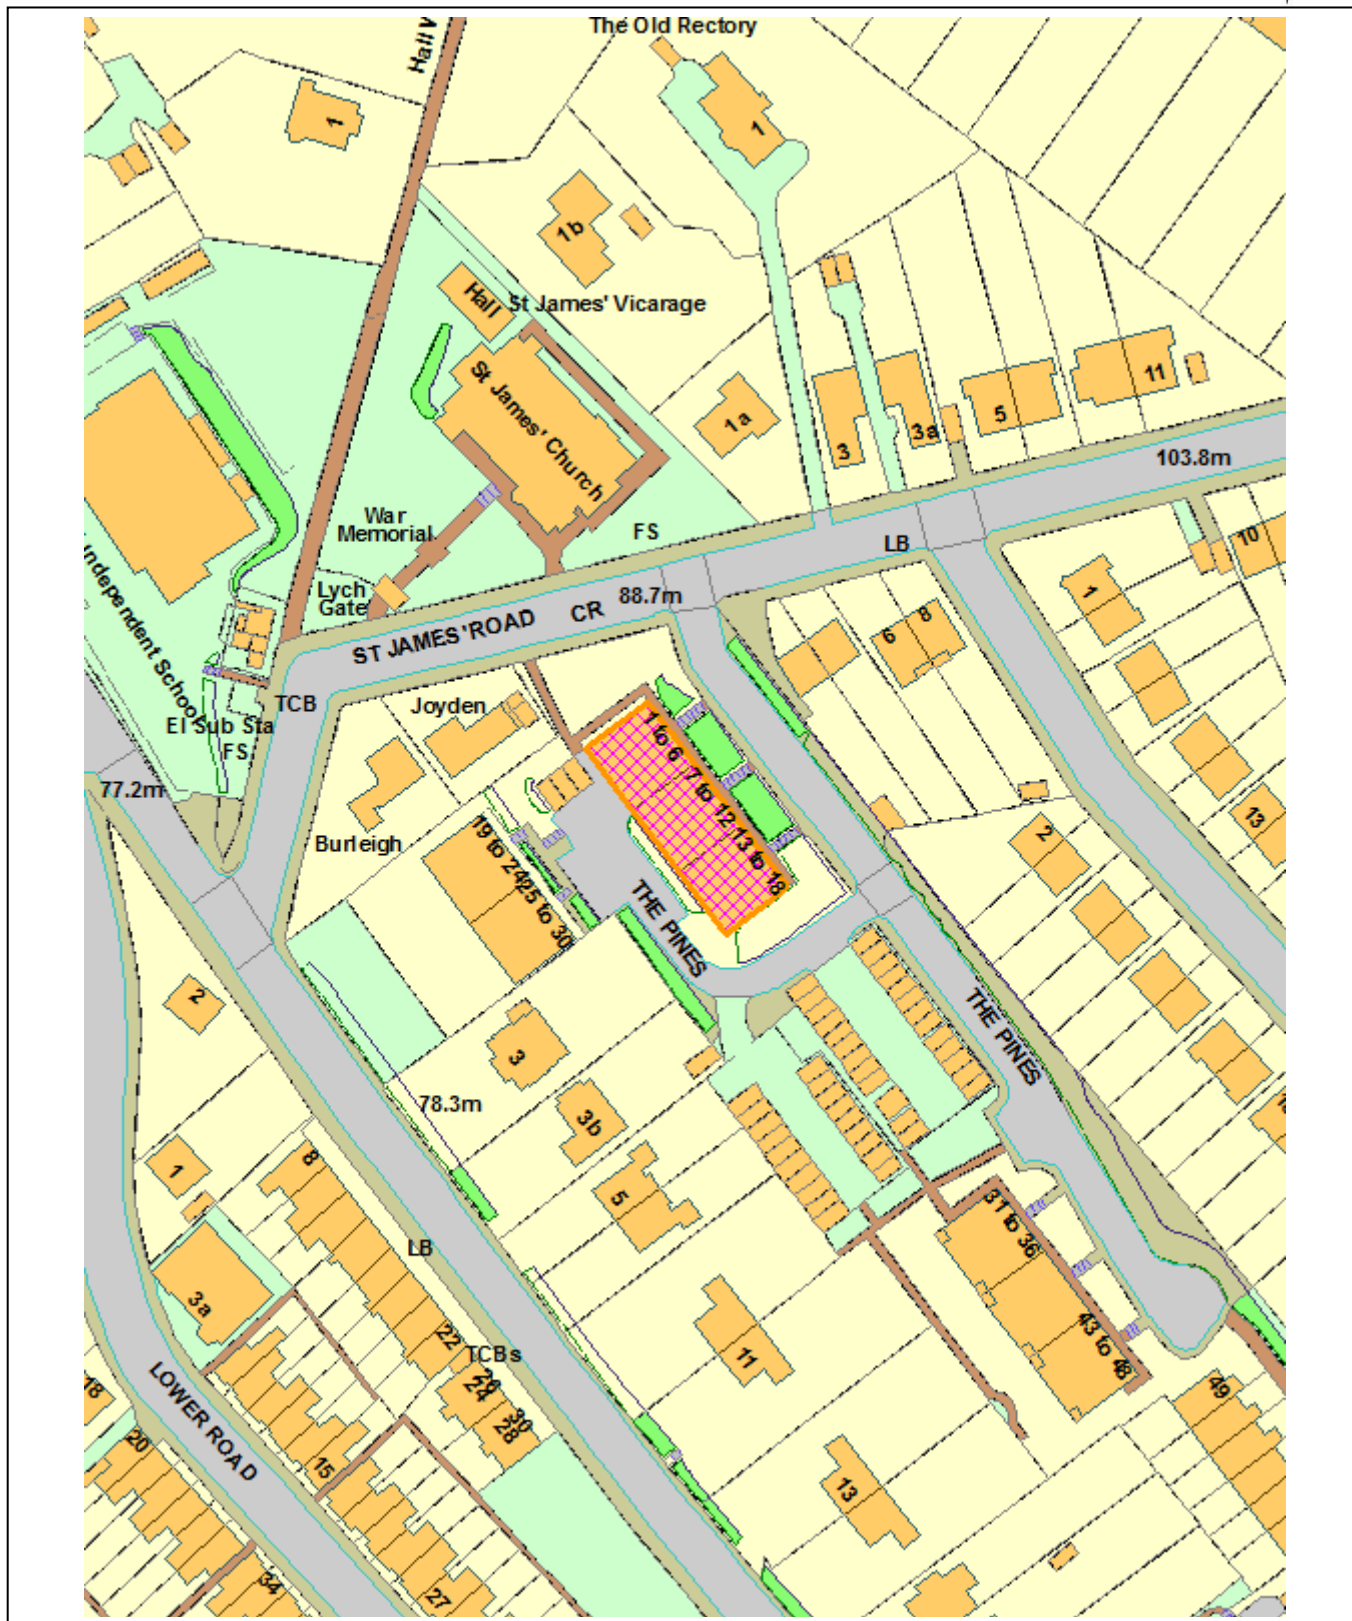 The Old Rectory
Hall W
1
1
1b
Hall
St James' Vicarage
St James' Church
1a
3
3a
5
11
103.8m
War
Memorial
FS
LB
10
Lych
Gate
88.7m
ST JAMES' ROAD
CR
1
6
8
Independent School
TCB
El Sub Sta
FS
Joyden
1 to 6
7 to 12
13 to 18
77.2m
Burleigh
19 to 24
25 to 30
13
2
THE PINES
THE PINES
2
3
78.3m
3b
1
8
5
31 to 36
LB
3a
22
TCBs
26
24
30
28
11
43 to 48
49
LOWER ROAD
18
20
15
13
34
27